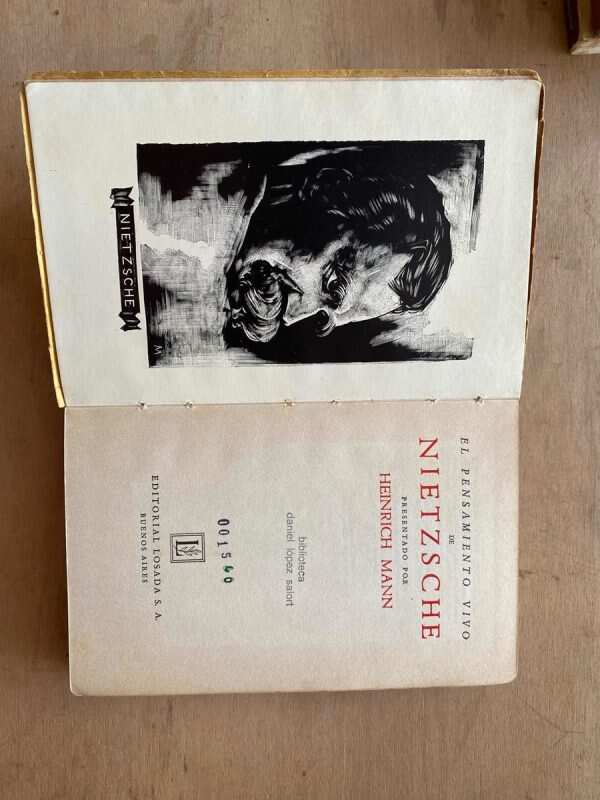 NIETZSCHE
M
EL PENSAMIENTO VIVO
DE
NIETZSCHE
PRESENTADO POR
HEINRICH MANN
biblioteca
daniel lópez salort
001540
L
EDITORIAL LOSADA S. A.
BUENOS AIRES